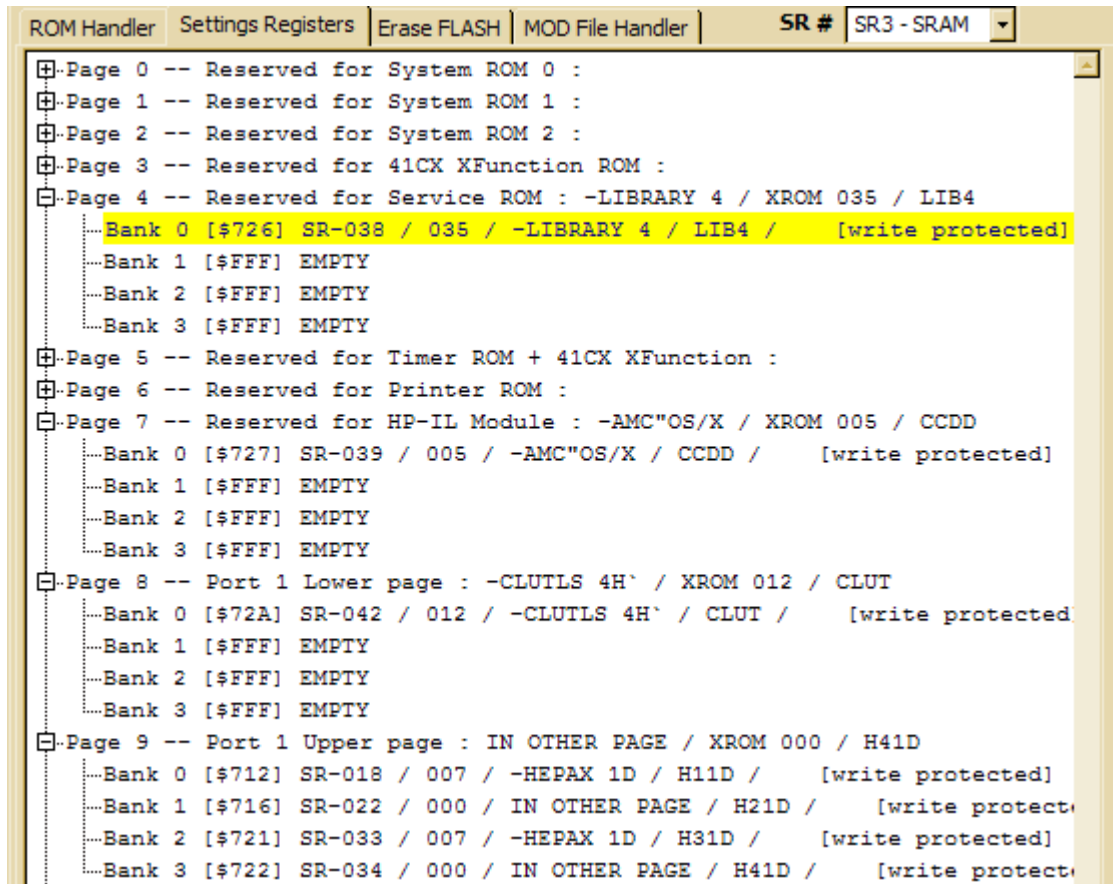 ROM Handler Settings Registers Erase FLASH MOD File Handler SR # SR3 - SRAM
Page 0 -- Reserved for System ROM 0 :
Page 1 -- Reserved for System ROM 1 :
Page 2 -- Reserved for System ROM 2 :
Page 3 -- Reserved for 41CX XFunction ROM :
Page 4 -- Reserved for Service ROM : -LIBRARY 4 / XROM 035 / LIB4
Bank 0 [$726] SR-038 / 035 / -LIBRARY 4 / LIB4 / [write protected]
Bank 1 [$FFF] EMPTY
Bank 2 [$FFF] EMPTY
Bank 3 [$FFF] EMPTY
Page 5 -- Reserved for Timer ROM + 41CX XFunction :
Page 6 -- Reserved for Printer ROM :
Page 7 -- Reserved for HP-IL Module : -AMC"OS/X / XROM 005 / CCDD
Bank 0 [$727] SR-039 / 005 / -AMC"OS/X / CCDD / [write protected]
Bank 1 [$FFF] EMPTY
Bank 2 [$FFF] EMPTY
Bank 3 [$FFF] EMPTY
Page 8 -- Port 1 Lower page : -CLUTLS 4H` / XROM 012 / CLUT
Bank 0 [$72A] SR-042 / 012 / -CLUTLS 4H` / CLUT / [write protected
Bank 1 [$FFF] EMPTY
Bank 2 [$FFF] EMPTY
Bank 3 [$FFF] EMPTY
Page 9 -- Port 1 Upper page : IN OTHER PAGE / XROM 000 / H41D
Bank 0 [$712] SR-018 / 007 / -HEPAX 1D / H11D / [write protected]
Bank 1 [$716] SR-022 / 000 / IN OTHER PAGE / H21D / [write protect
Bank 2 [$721] SR-033 / 007 / -HEPAX 1D / H31D / [write protected]
Bank 3 [$722] SR-034 / 000 / IN OTHER PAGE / H41D / [write protect